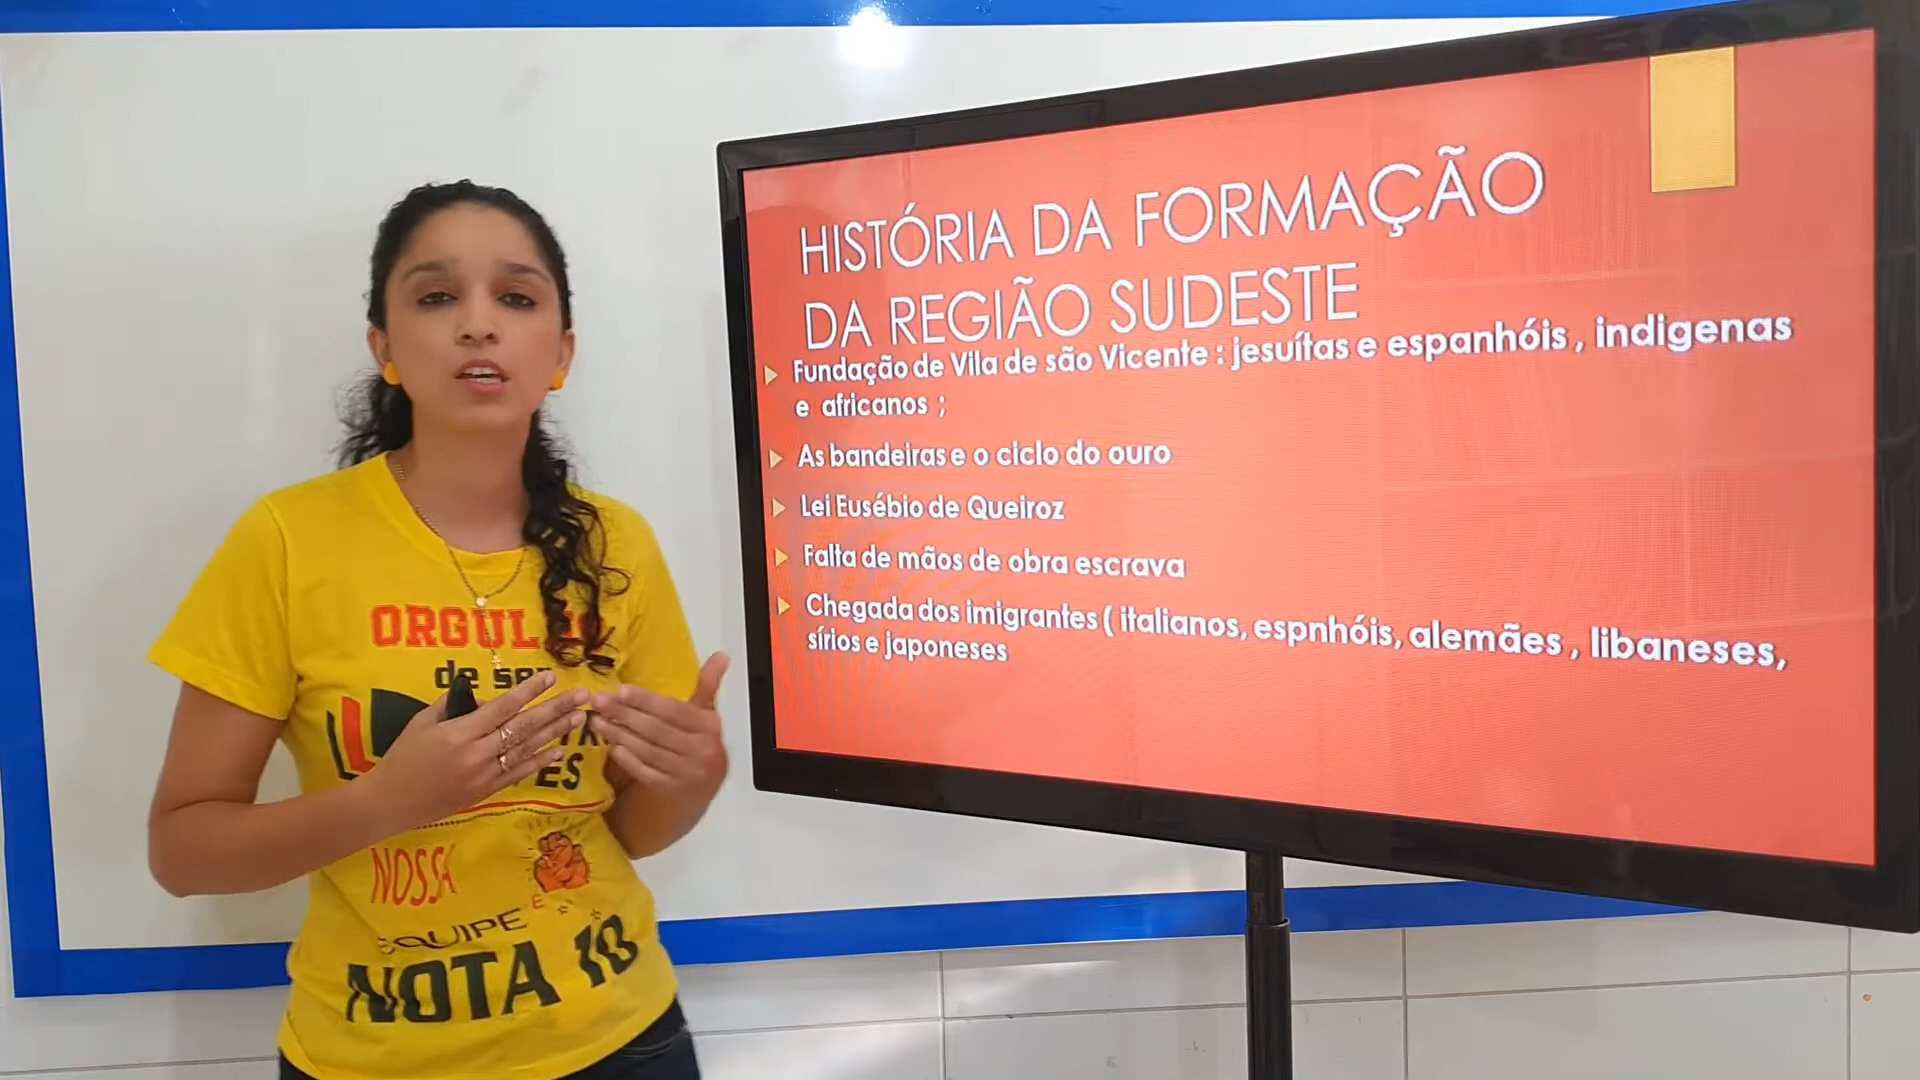 HISTÓRIA DA FORMAÇÃO
DA REGIÃO SUDESTE
Fundação de Vila de são Vicente : jesuítas e espanhóis , indigenas
e africanos ;
As bandeiras e o ciclo do ouro
Lei Eusébio de Queiroz
Falta de mãos de obra escrava
Chegada dos imigrantes ( italianos, espnhóis, alemães , libaneses,
sírios e japoneses
de
NOSSA
EQUIPE
É
NOTA 10